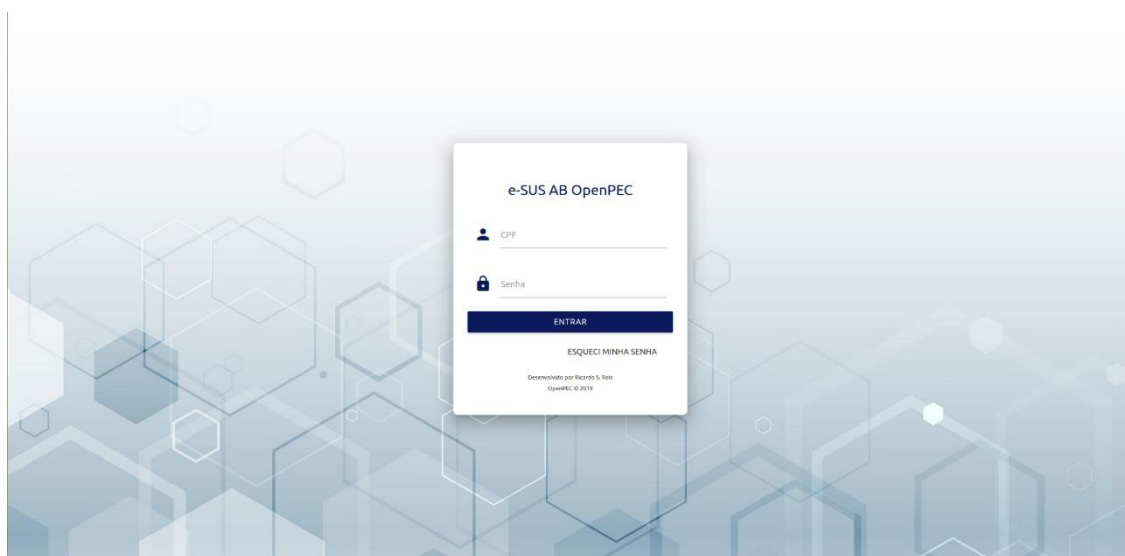 e-SUS AB OpenPEC
CPF
Senha
ENTRAR
ESQUECI MINHA SENHA
Desenvolvido por Ricardo S. Reis
OpenPEC © 2019